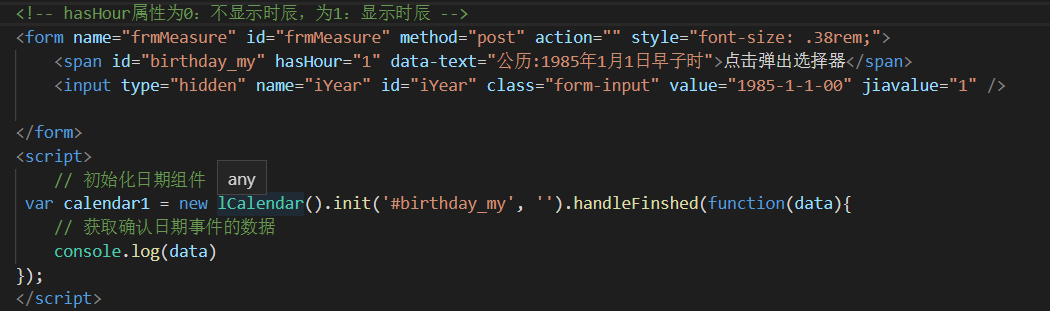 <!-- hasHour属性为0：不显示时辰，为1：显示时辰 -->
<form name="frmMeasure" id="frmMeasure" method="post" action="" style="font-size: .38rem;">
<span id="birthday_my" hasHour="1" data-text="公历:1985年1月1日早子时">点击弹出选择器</span>
<input type="hidden" name="iYear" id="iYear" class="form-input" value="1985-1-1-00" jiavalue="1" />
</form>
<script>
// 初始化日期组件
any
var calendar1 = new lCalendar().init('#birthday_my', '').handleFinshed(function(data){
// 获取确认日期事件的数据
console.log(data)
});
</script>